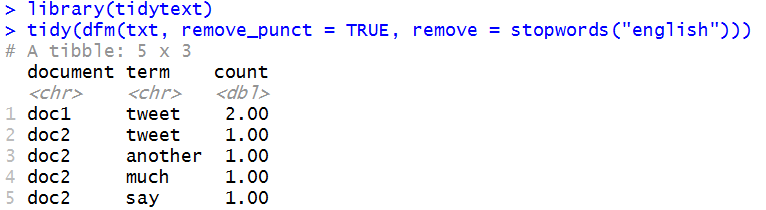 > library(tidytext)
> tidy(dfm(txt, remove_punct = TRUE, remove = stopwords("english")))
# A tibble: 5 x 3
  document term    count
  <chr>    <chr>   <dbl>
1 doc1     tweet    2.00
2 doc2     tweet    1.00
3 doc2     another  1.00
4 doc2     much     1.00
5 doc2     say      1.00